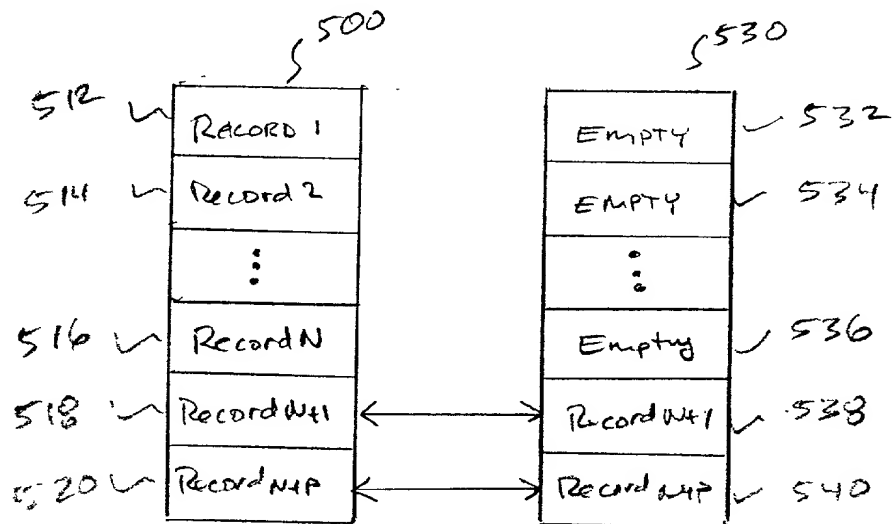 500 530
512 RECORD 1 EMPTY 532
514 Record 2 EMPTY 534
516 Record N Empty 536
518 Record N+1 Record N+1 538
520 Record N+P Record N+P 540